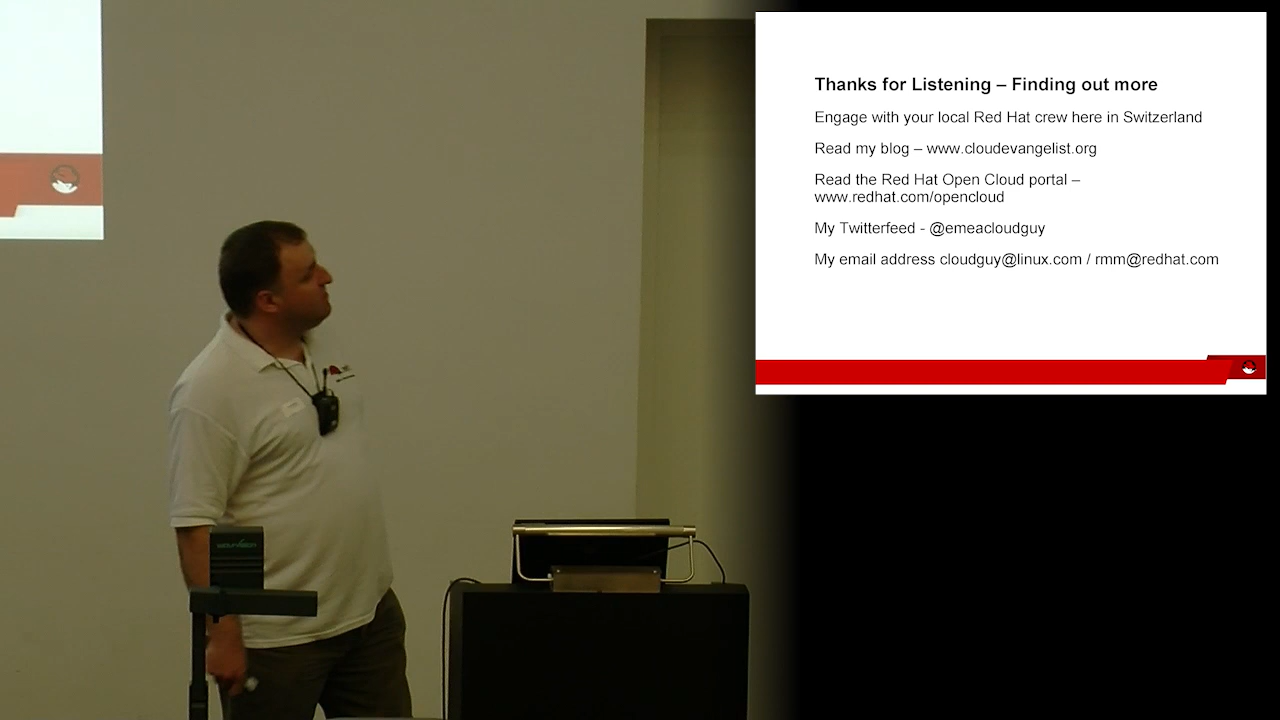 Thanks for Listening – Finding out more
Engage with your local Red Hat crew here in Switzerland
Read my blog – www.cloudevangelist.org
Read the Red Hat Open Cloud portal –
www.redhat.com/opencloud
My Twitterfeed - @emeacloudguy
My email address cloudguy@linux.com / rmm@redhat.com
WOLFVISION